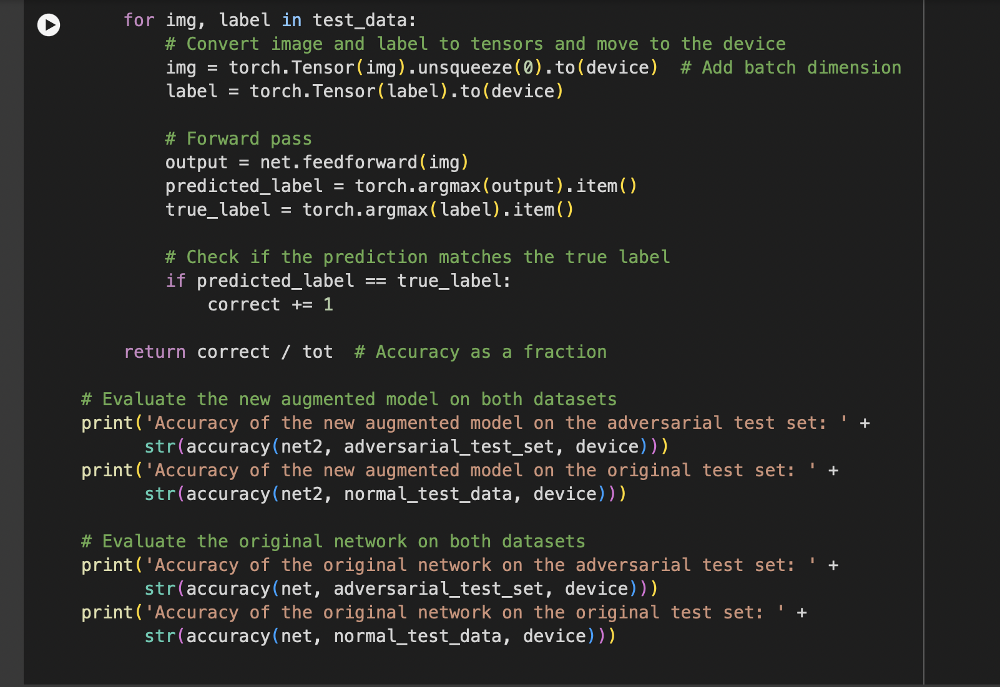 for img, label in test_data:
# Convert image and label to tensors and move to the device
img = torch.Tensor(img).unsqueeze(0).to(device)  # Add batch dimension
label = torch.Tensor(label).to(device)
# Forward pass
output = net.feedforward(img)
predicted_label = torch.argmax(output).item()
true_label = torch.argmax(label).item()
# Check if the prediction matches the true label
if predicted_label == true_label:
correct += 1
return correct / tot  # Accuracy as a fraction
# Evaluate the new augmented model on both datasets
print('Accuracy of the new augmented model on the adversarial test set: ' +
str(accuracy(net2, adversarial_test_set, device)))
print('Accuracy of the new augmented model on the original test set: ' +
str(accuracy(net2, normal_test_data, device)))
# Evaluate the original network on both datasets
print('Accuracy of the original network on the adversarial test set: ' +
str(accuracy(net, adversarial_test_set, device)))
print('Accuracy of the original network on the original test set: ' +
str(accuracy(net, normal_test_data, device)))